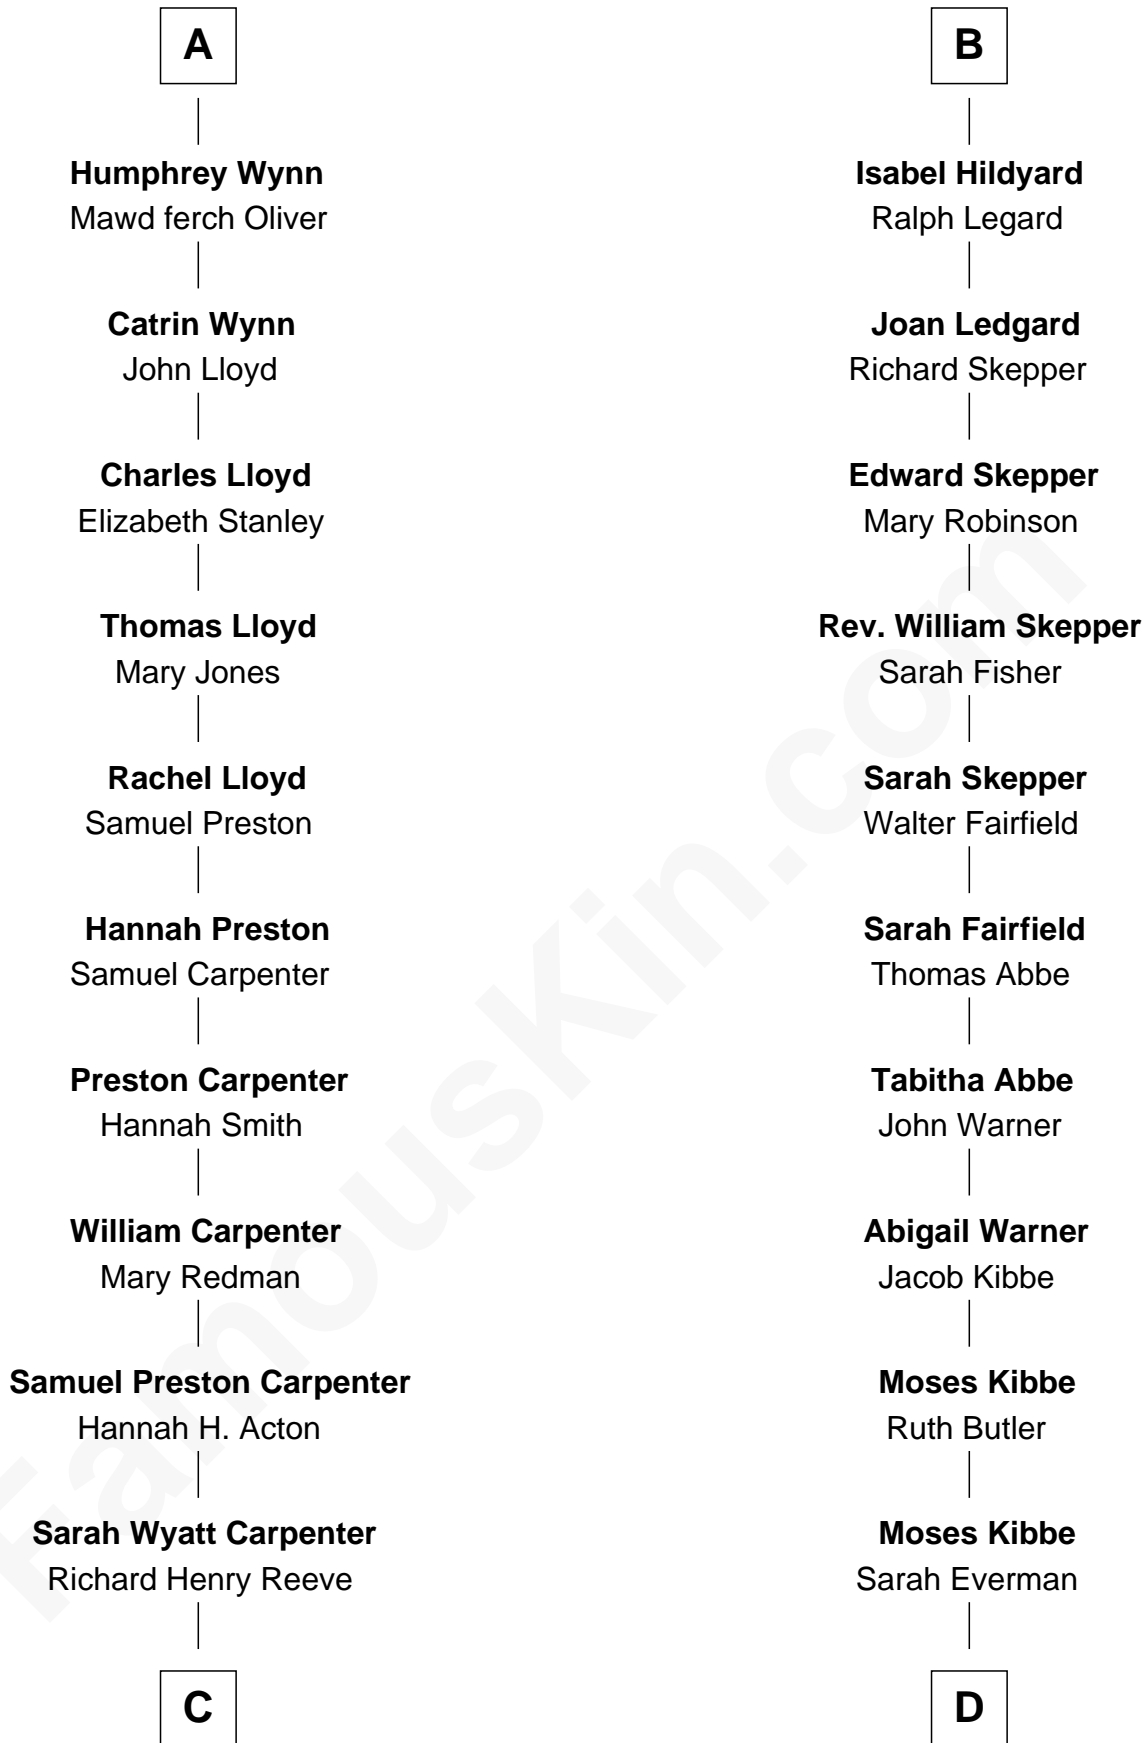 A
Humphrey Wynn
Mawd ferch Oliver
Catrin Wynn
John Lloyd
Charles Lloyd
Elizabeth Stanley
Thomas Lloyd
Mary Jones
Rachel Lloyd
Samuel Preston
Hannah Preston
Samuel Carpenter
Preston Carpenter
Hannah Smith
William Carpenter
Mary Redman
Samuel Preston Carpenter
Hannah H. Acton
Sarah Wyatt Carpenter
Richard Henry Reeve
C
B
Isabel Hildyard
Ralph Legard
Joan Ledgard
Richard Skepper
Edward Skepper
Mary Robinson
Rev. William Skepper
Sarah Fisher
Sarah Skepper
Walter Fairfield
Sarah Fairfield
Thomas Abbe
Tabitha Abbe
John Warner
Abigail Warner
Jacob Kibbe
Moses Kibbe
Ruth Butler
Moses Kibbe
Sarah Everman
D
FamousKin.com